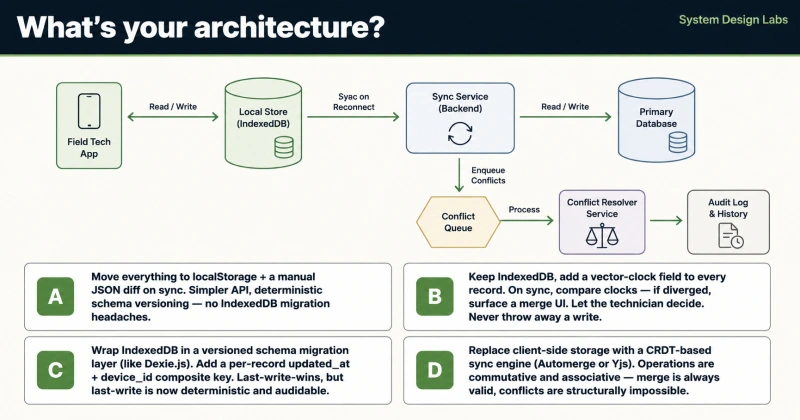 What's your architecture?
System Design Labs
Field Tech
App
Read / Write
Local Store
(IndexedDB)
Syac on
Reconnect
Sync Service
(Backend)
Read / Write
Primary
Database
Enqueue
Conflicts
Conflict
Queue
Process
Conflict Resolver
Service
Audit Log
& History
A
Move everything to localStorage + a manual
JSON diff on sync. Simpler API, deterministic
schema versioning — no IndexedDB migration
headaches.
B
Keep IndexedDB, add a vector-clock field to every
record. On sync, compare clocks — if diverged,
surface a merge UI. Let the technician decide.
Never throw away a write.
C
Wrap IndexedDB in a versioned schema migration
layer (like Dexie.js). Add a per-record updated_at
+ device_id composite key. Last-write-wins, but
last-write is now deterministic and audidable.
D
Replace client-side storage with a CRDT-based
sync engine (Automerge or Yjs). Operations are
commutative and associative — merge is always
valid, conflicts are structurally impossible.